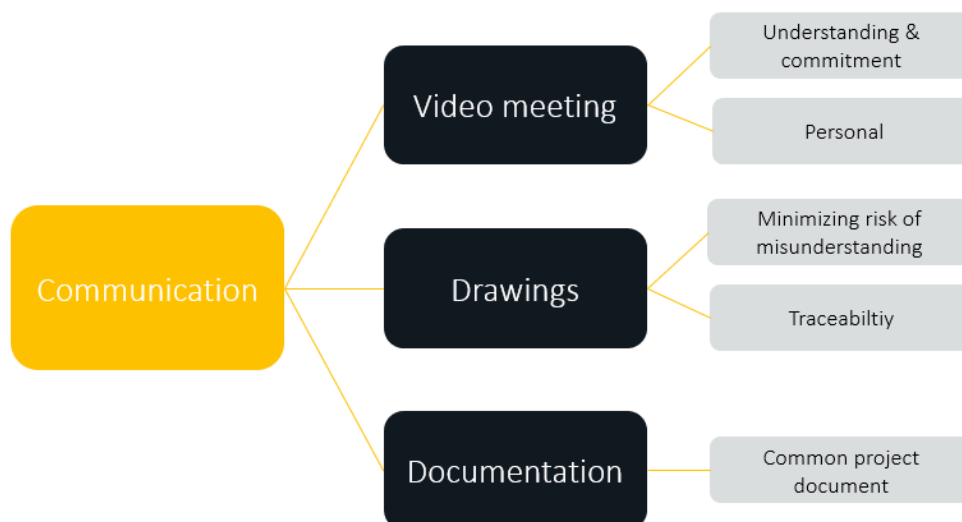 Communication
Video meeting
Understanding &
commitment
Personal
Drawings
Minimizing risk of
misunderstanding
Traceabiltiy
Documentation
Common project
document